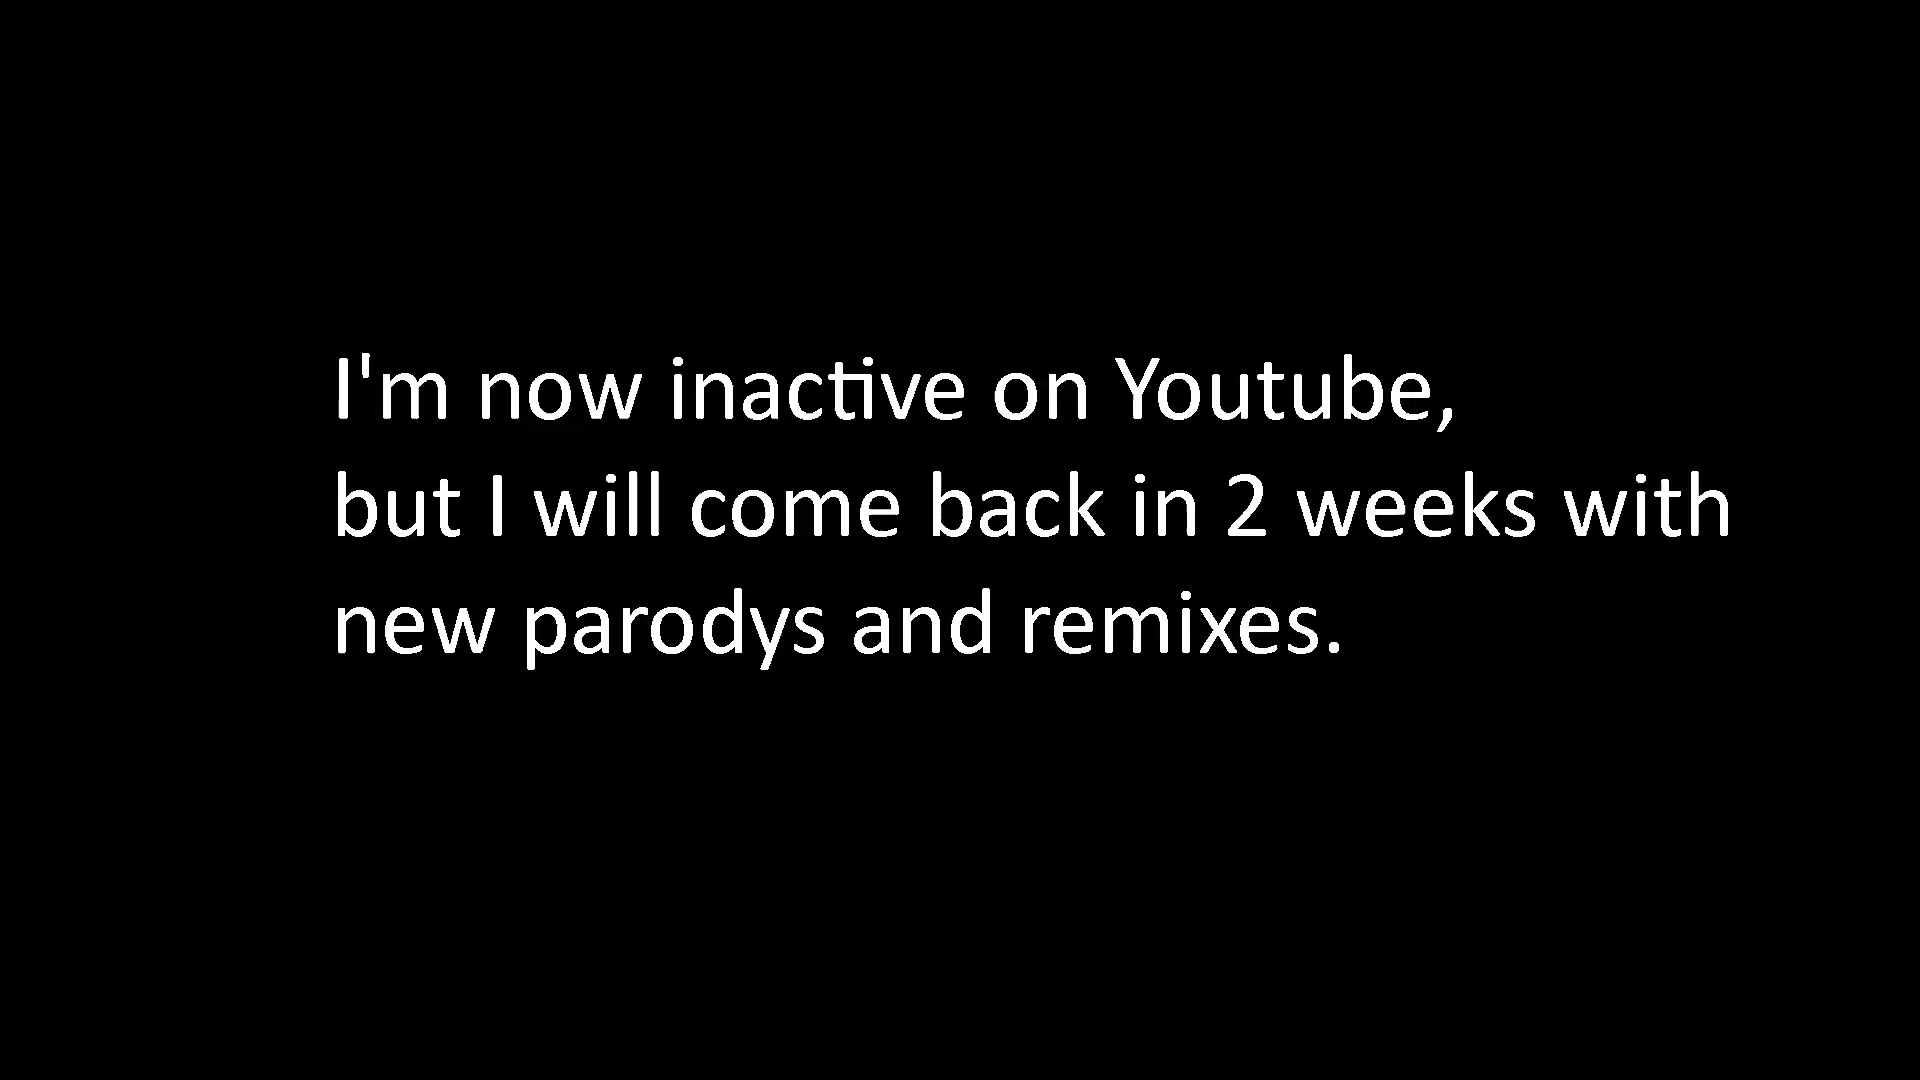 I'm now inactive on Youtube,
but I will come back in 2 weeks with
new parodys and remixes.